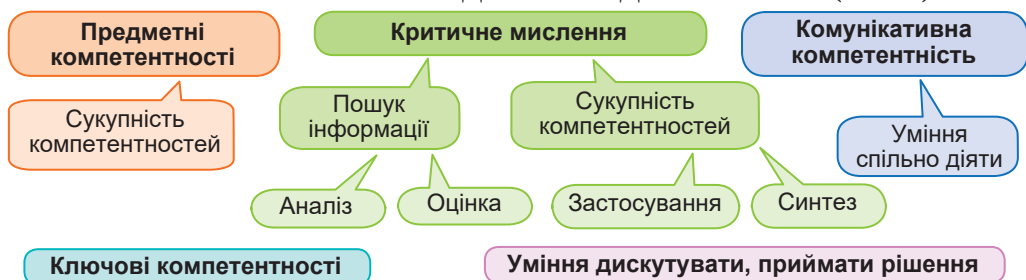 Предметні
компетентності
Критичне мислення
Комунікативна
компетентність
Сукупність
компетентностей
Пошук
інформації
Сукупність
компетентностей
Уміння
спільно діяти
Аналіз
Оцінка
Застосування
Синтез
Ключові компетентності
Уміння дискутувати, приймати рішення